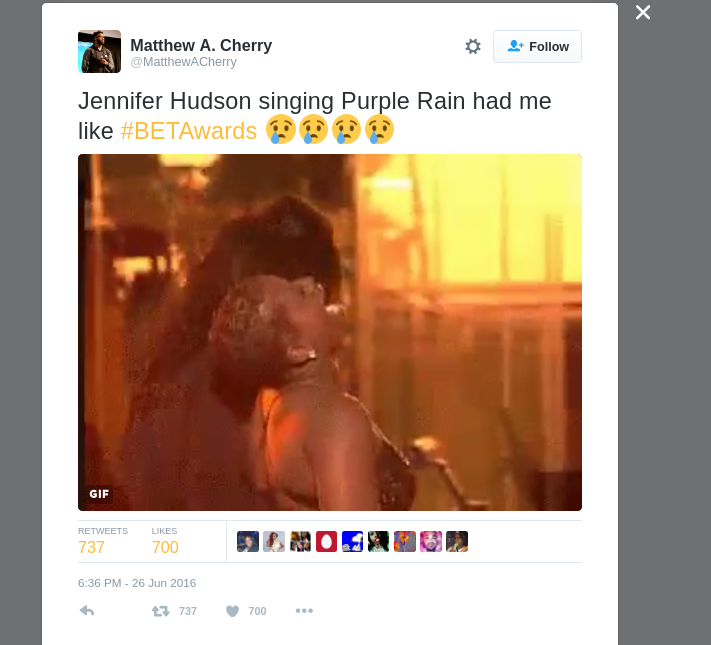 Matthew A. Cherry
@MatthewACherry
Follow
Jennifer Hudson singing Purple Rain had me
like #BETAwards 😢😢😢😢
GIF
RETWEETS LIKES
737 700
6:36 PM - 26 Jun 2016
737 700